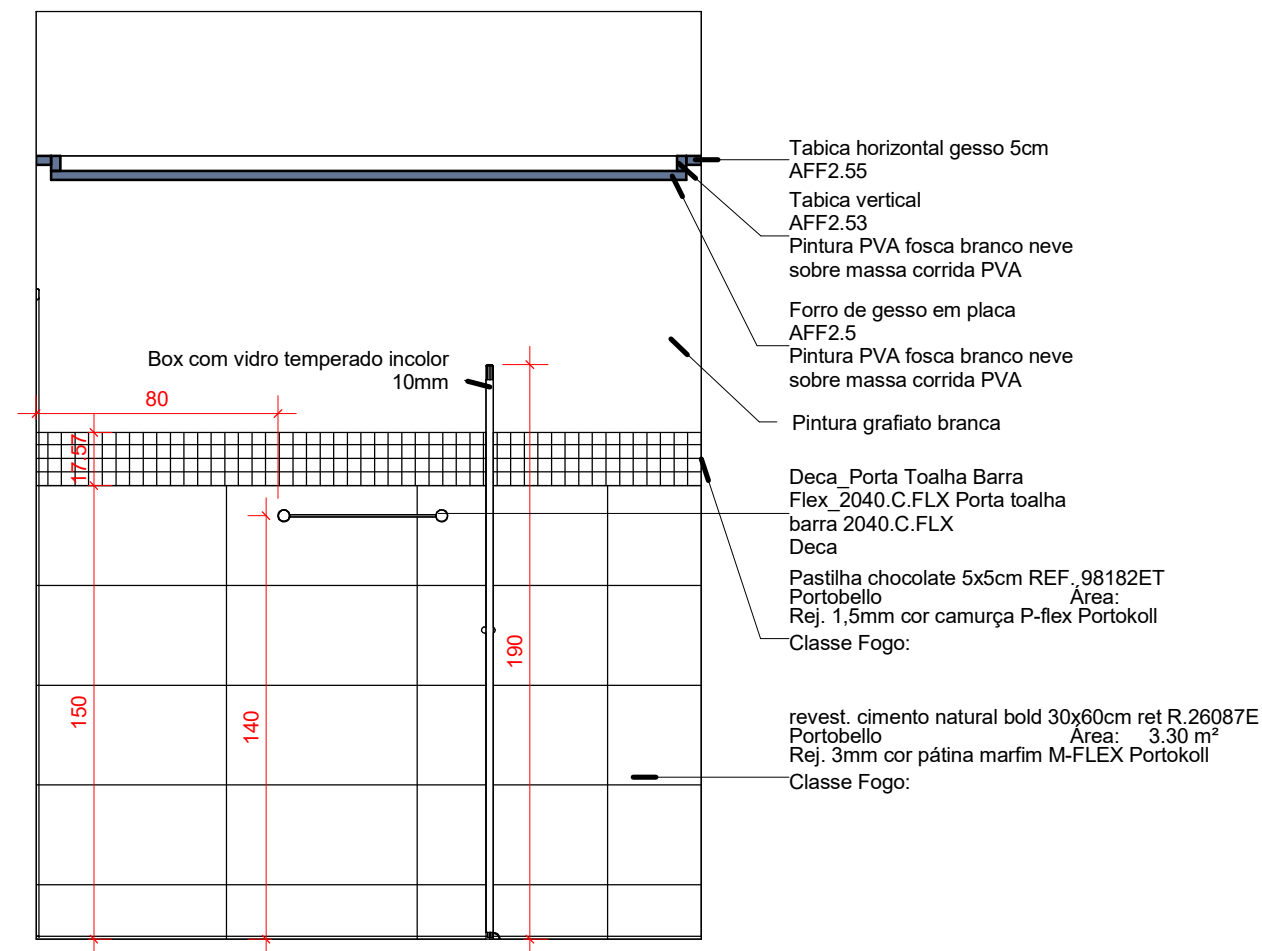 Tabica horizontal gesso 5cm
AFF2.55
Tabica vertical
AFF2.53
Pintura PVA fosca branco neve
sobre massa corrida PVA
Forro de gesso em placa
AFF2.5
Pintura PVA fosca branco neve
sobre massa corrida PVA
Box com vidro temperado incolor
10mm
80
Pintura grafiato branca
17.57
Deca_Porta Toalha Barra
Flex_2040.C.FLX Porta toalha
barra 2040.C.FLX
Deca
Pastilha chocolate 5x5cm REF. 98182ET
Portobello Área:
Rej. 1,5mm cor camurça P-flex Portokoll
Classe Fogo:
190
150
140
revest. cimento natural bold 30x60cm ret R.26087E
Portobello Área: 3.30 m²
Rej. 3mm cor pátina marfim M-FLEX Portokoll
Classe Fogo: